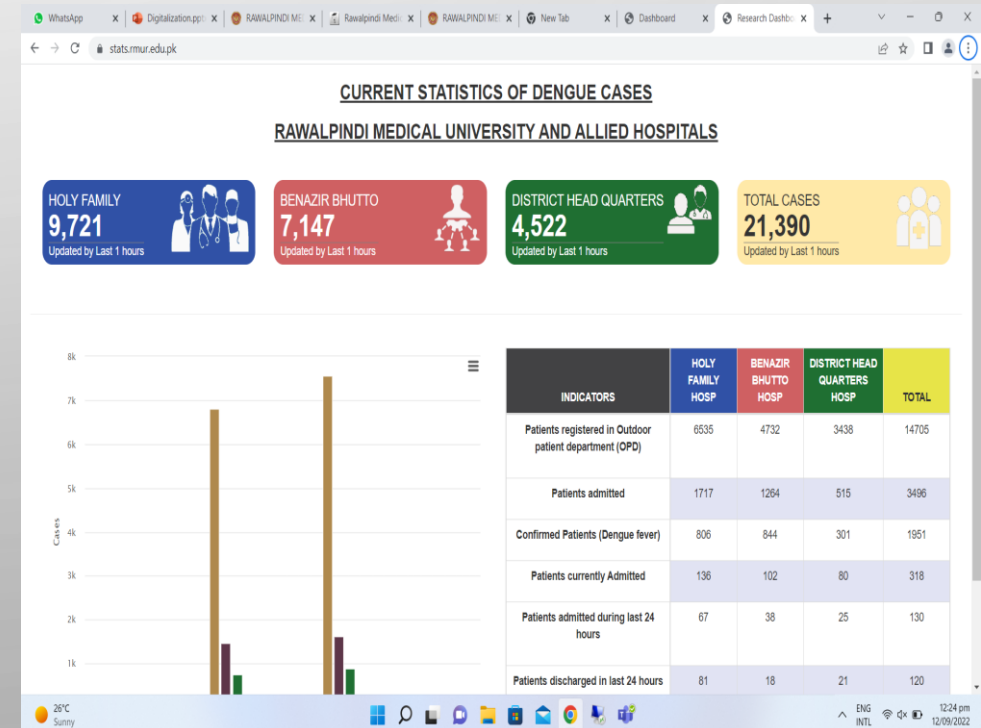 WhatsApp
Digitalization.ppt
RAWALPINDI ME
Rawalpindi Medic
RAWALPINDI ME
New Tab
Dashboard
Research Dashbo
stats.rmur.edu.pk
CURRENT STATISTICS OF DENGUE CASES
RAWALPINDI MEDICAL UNIVERSITY AND ALLIED HOSPITALS
HOLY FAMILY
9,721
Updated by Last 1 hours
BENAZIR BHUTTO
7,147
Updated by Last 1 hours
DISTRICT HEAD QUARTERS
4,522
Updated by Last 1 hours
TOTAL CASES
21,390
Updated by Last 1 hours
8k
7k
6k
5k
4k
3k
2k
1k
Cases
INDICATORS
HOLY
FAMILY
HOSP
BENAZIR
BHUTTO
HOSP
DISTRICT HEAD
QUARTERS
HOSP
TOTAL
Patients registered in Outdoor
patient department (OPD)
6535 4732 3438 14705
Patients admitted 1717 1264 515 3496
Confirmed Patients (Dengue fever) 806 844 301 1951
Patients currently Admitted 136 102 80 318
Patients admitted during last 24
hours
67 38 25 130
Patients discharged in last 24 hours 81 18 21 120
26°C
Sunny
ENG
INTL
12:24 pm
12/09/2022